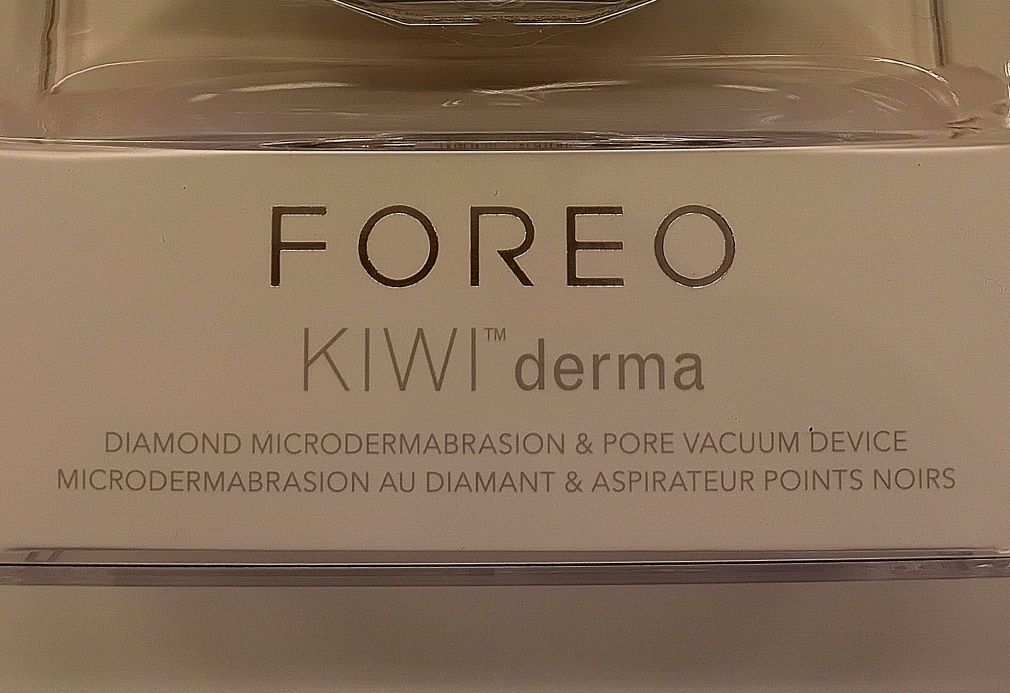 FOREO
KIWI™ derma
DIAMOND MICRODERMABRASION & PORE VACUUM DEVICE
MICRODERMABRASION AU DIAMANT & ASPIRATEUR POINTS NOIRS